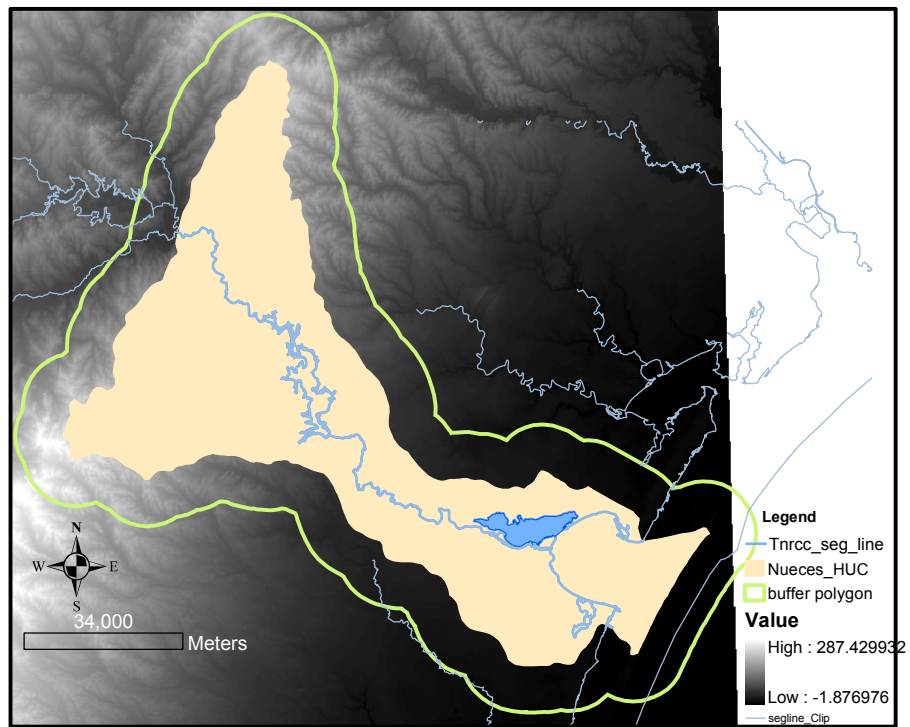 N
W E
S
34,000
Meters
Legend
Tnrcc_seg_line
Nueces_HUC
buffer polygon
Value
High : 287.429932
Low : -1.876976
segline_Clip